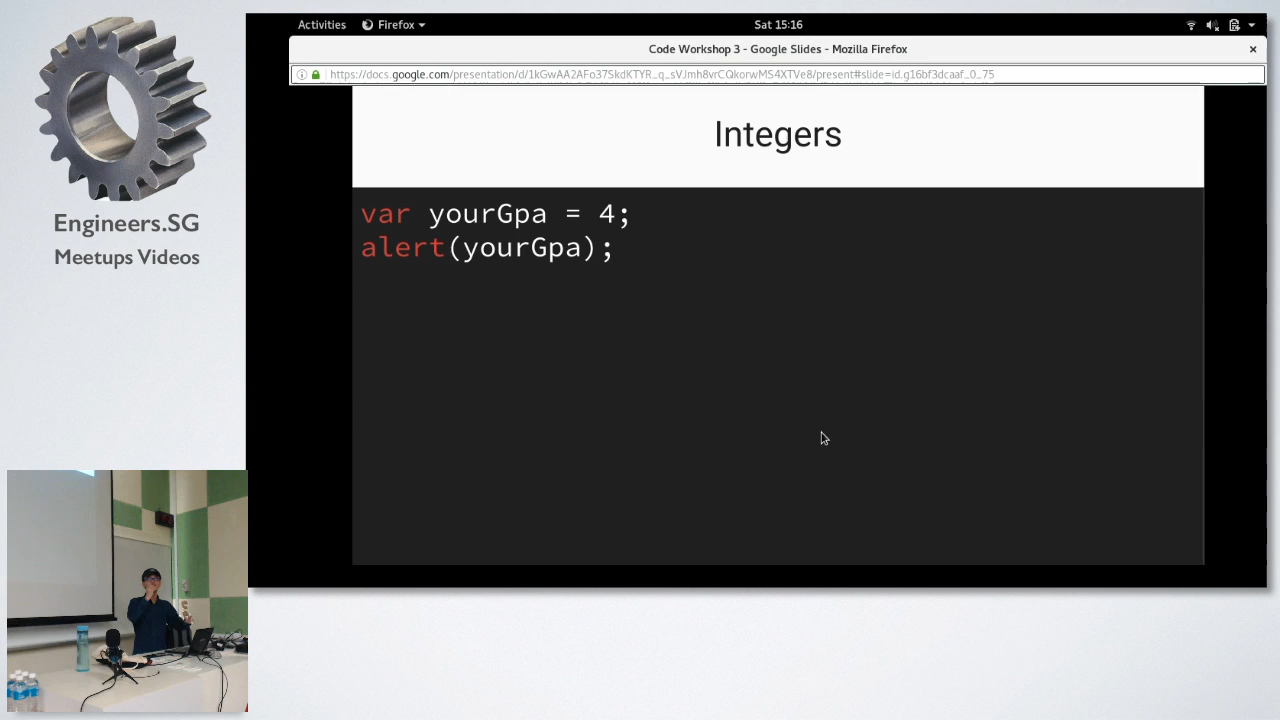 Activities Firefox Sat 15:16
Code Workshop 3 - Google Slides - Mozilla Firefox
https://docs.google.com/presentation/d/1kGwAA2AFo37SkdKTYR_q_sVJmh8vrCQkorwMS4XTVe8/present#slide=id.g16bf3dcaaf_0_75
Integers
var yourGpa = 4;
alert(yourGpa);
Engineers.SG
Meetups Videos